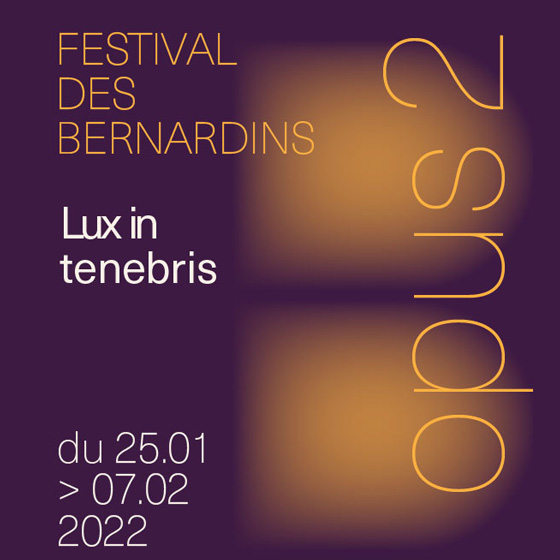 FESTIVAL
DES
BERNARDINS
Lux in
tenebris
du 25.01
> 07.02
2022
opus 2